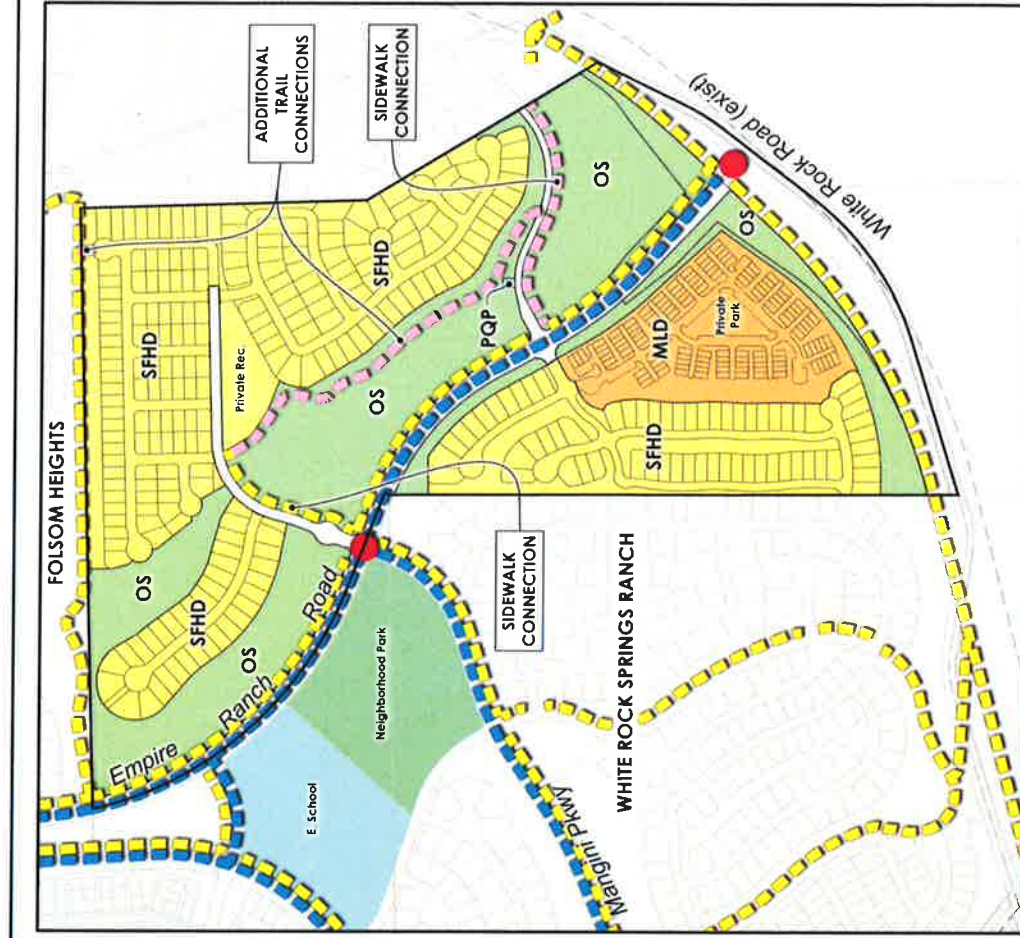 FOLSOM HEIGHTS
ADDITIONAL
TRAIL
CONNECTIONS
SIDEWALK
CONNECTION
White Rock Road (exist)
SFHD
SFHD
Private Rec.
OS
PQP
OS
OS
MLD
Private
Park
OS
SFHD
OS
SFHD
OS
Empire Ranch Road
Neighborhood Park
E. School
SIDEWALK
CONNECTION
WHITE ROCK SPRINGS RANCH
Mangini Pkwy